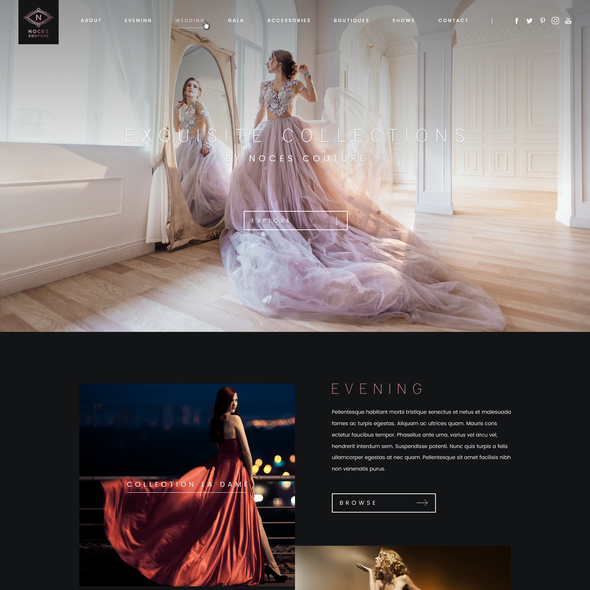 N
NOCES
COUTURE
ABOUT EVENING WEDDING GALA ACCESSORIES BOUTIQUES SHOWS CONTACT |
EXQUISITE COLLECTIONS
BY NOCES COUTURE
EXPLORE
EVENING
Pellentesque habitant morbi tristique senectus et netus et malesuada
fames ac turpis egestas. Aliquam ac ultrices quam. Mauris cons
ectetur faucibus tempor. Phasellus ante urna, varius vel arcu vel,
hendrerit interdum sem. Suspendisse potenti. Nunc quis turpis a felis
ullamcorper egestas at nec quam. Pellentesque sit amet facilisis nibh
non venenatis purus.
COLLECTION LA DAME
BROWSE